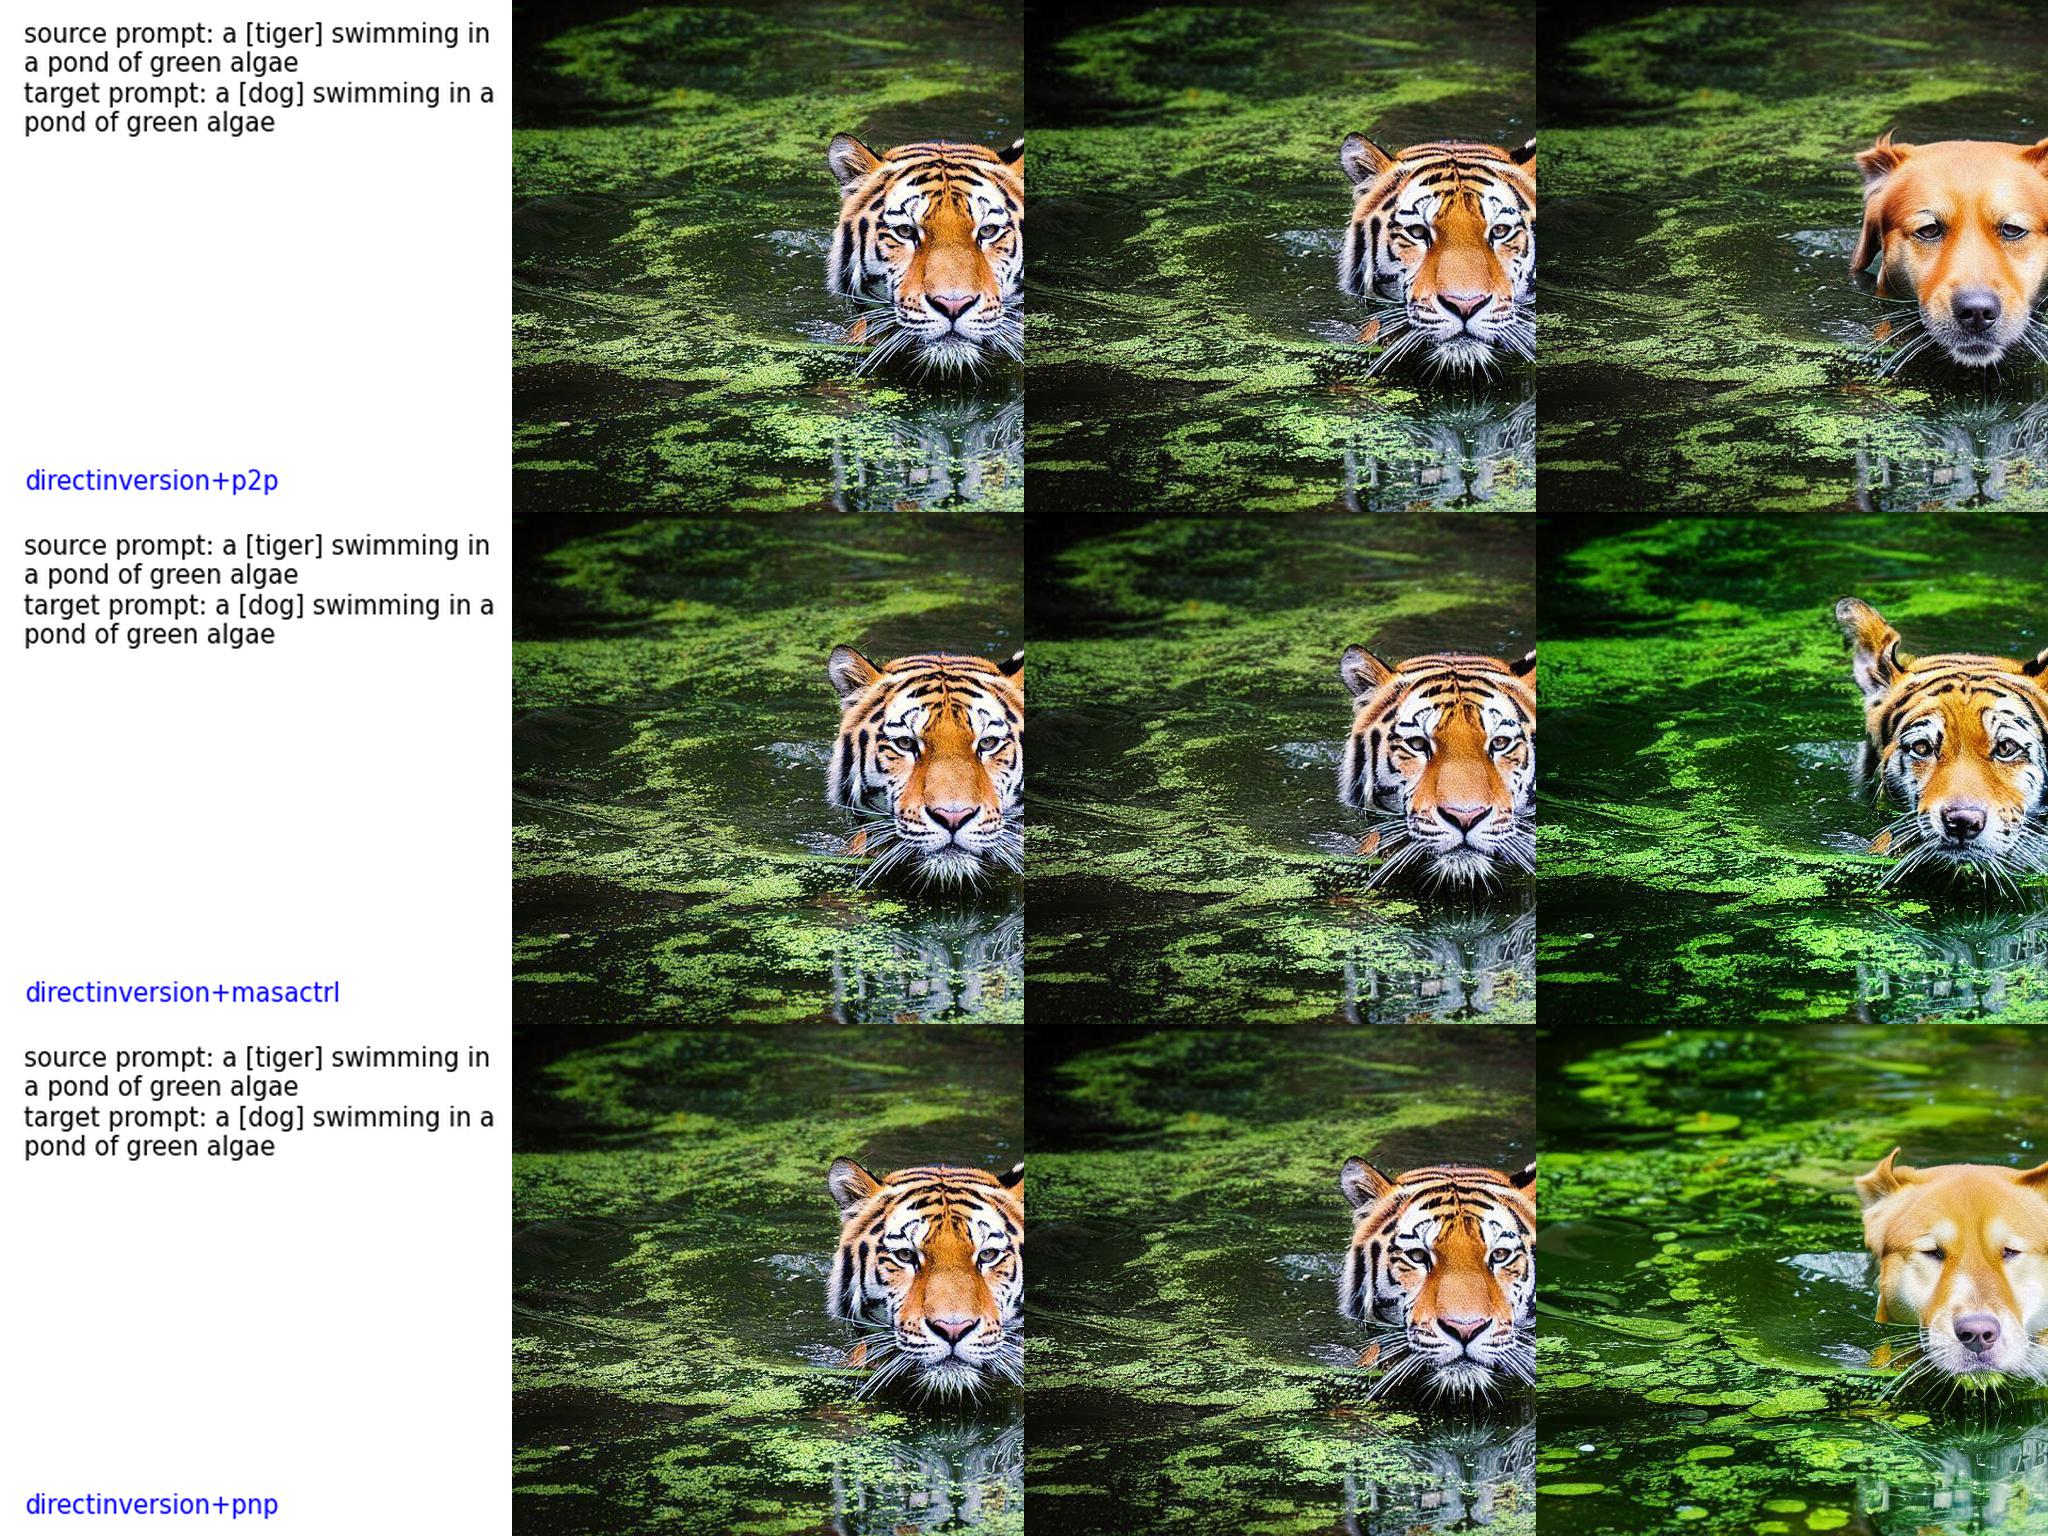 source prompt: a [tiger] swimming in
a pond of green algae
target prompt: a [dog] swimming in a
pond of green algae
directinversion+p2p
source prompt: a [tiger] swimming in
a pond of green algae
target prompt: a [dog] swimming in a
pond of green algae
directinversion+masactrl
source prompt: a [tiger] swimming in
a pond of green algae
target prompt: a [dog] swimming in a
pond of green algae
directinversion+pnp